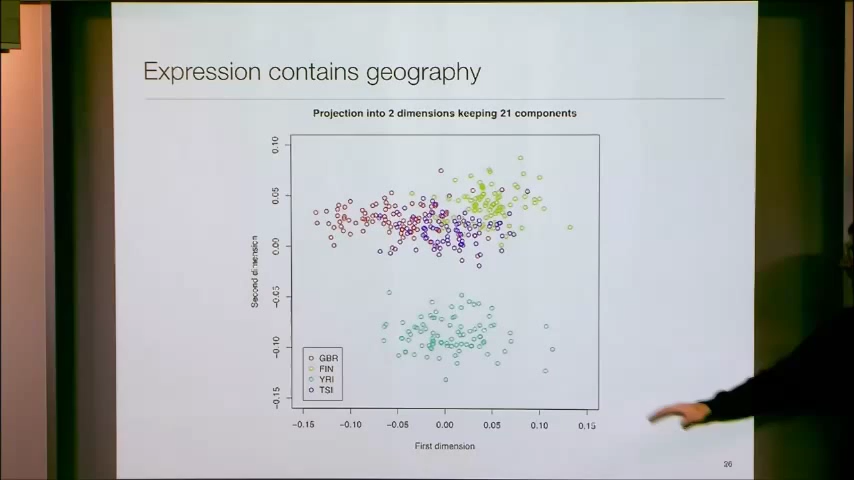 Expression contains geography
Projection into 2 dimensions keeping 21 components
0.10
0.05
0.00
−0.05
−0.10
−0.15
Second dimension
GBR
FIN
YRI
TSI
−0.15
−0.10
−0.05
0.00
0.05
0.10
0.15
First dimension
26